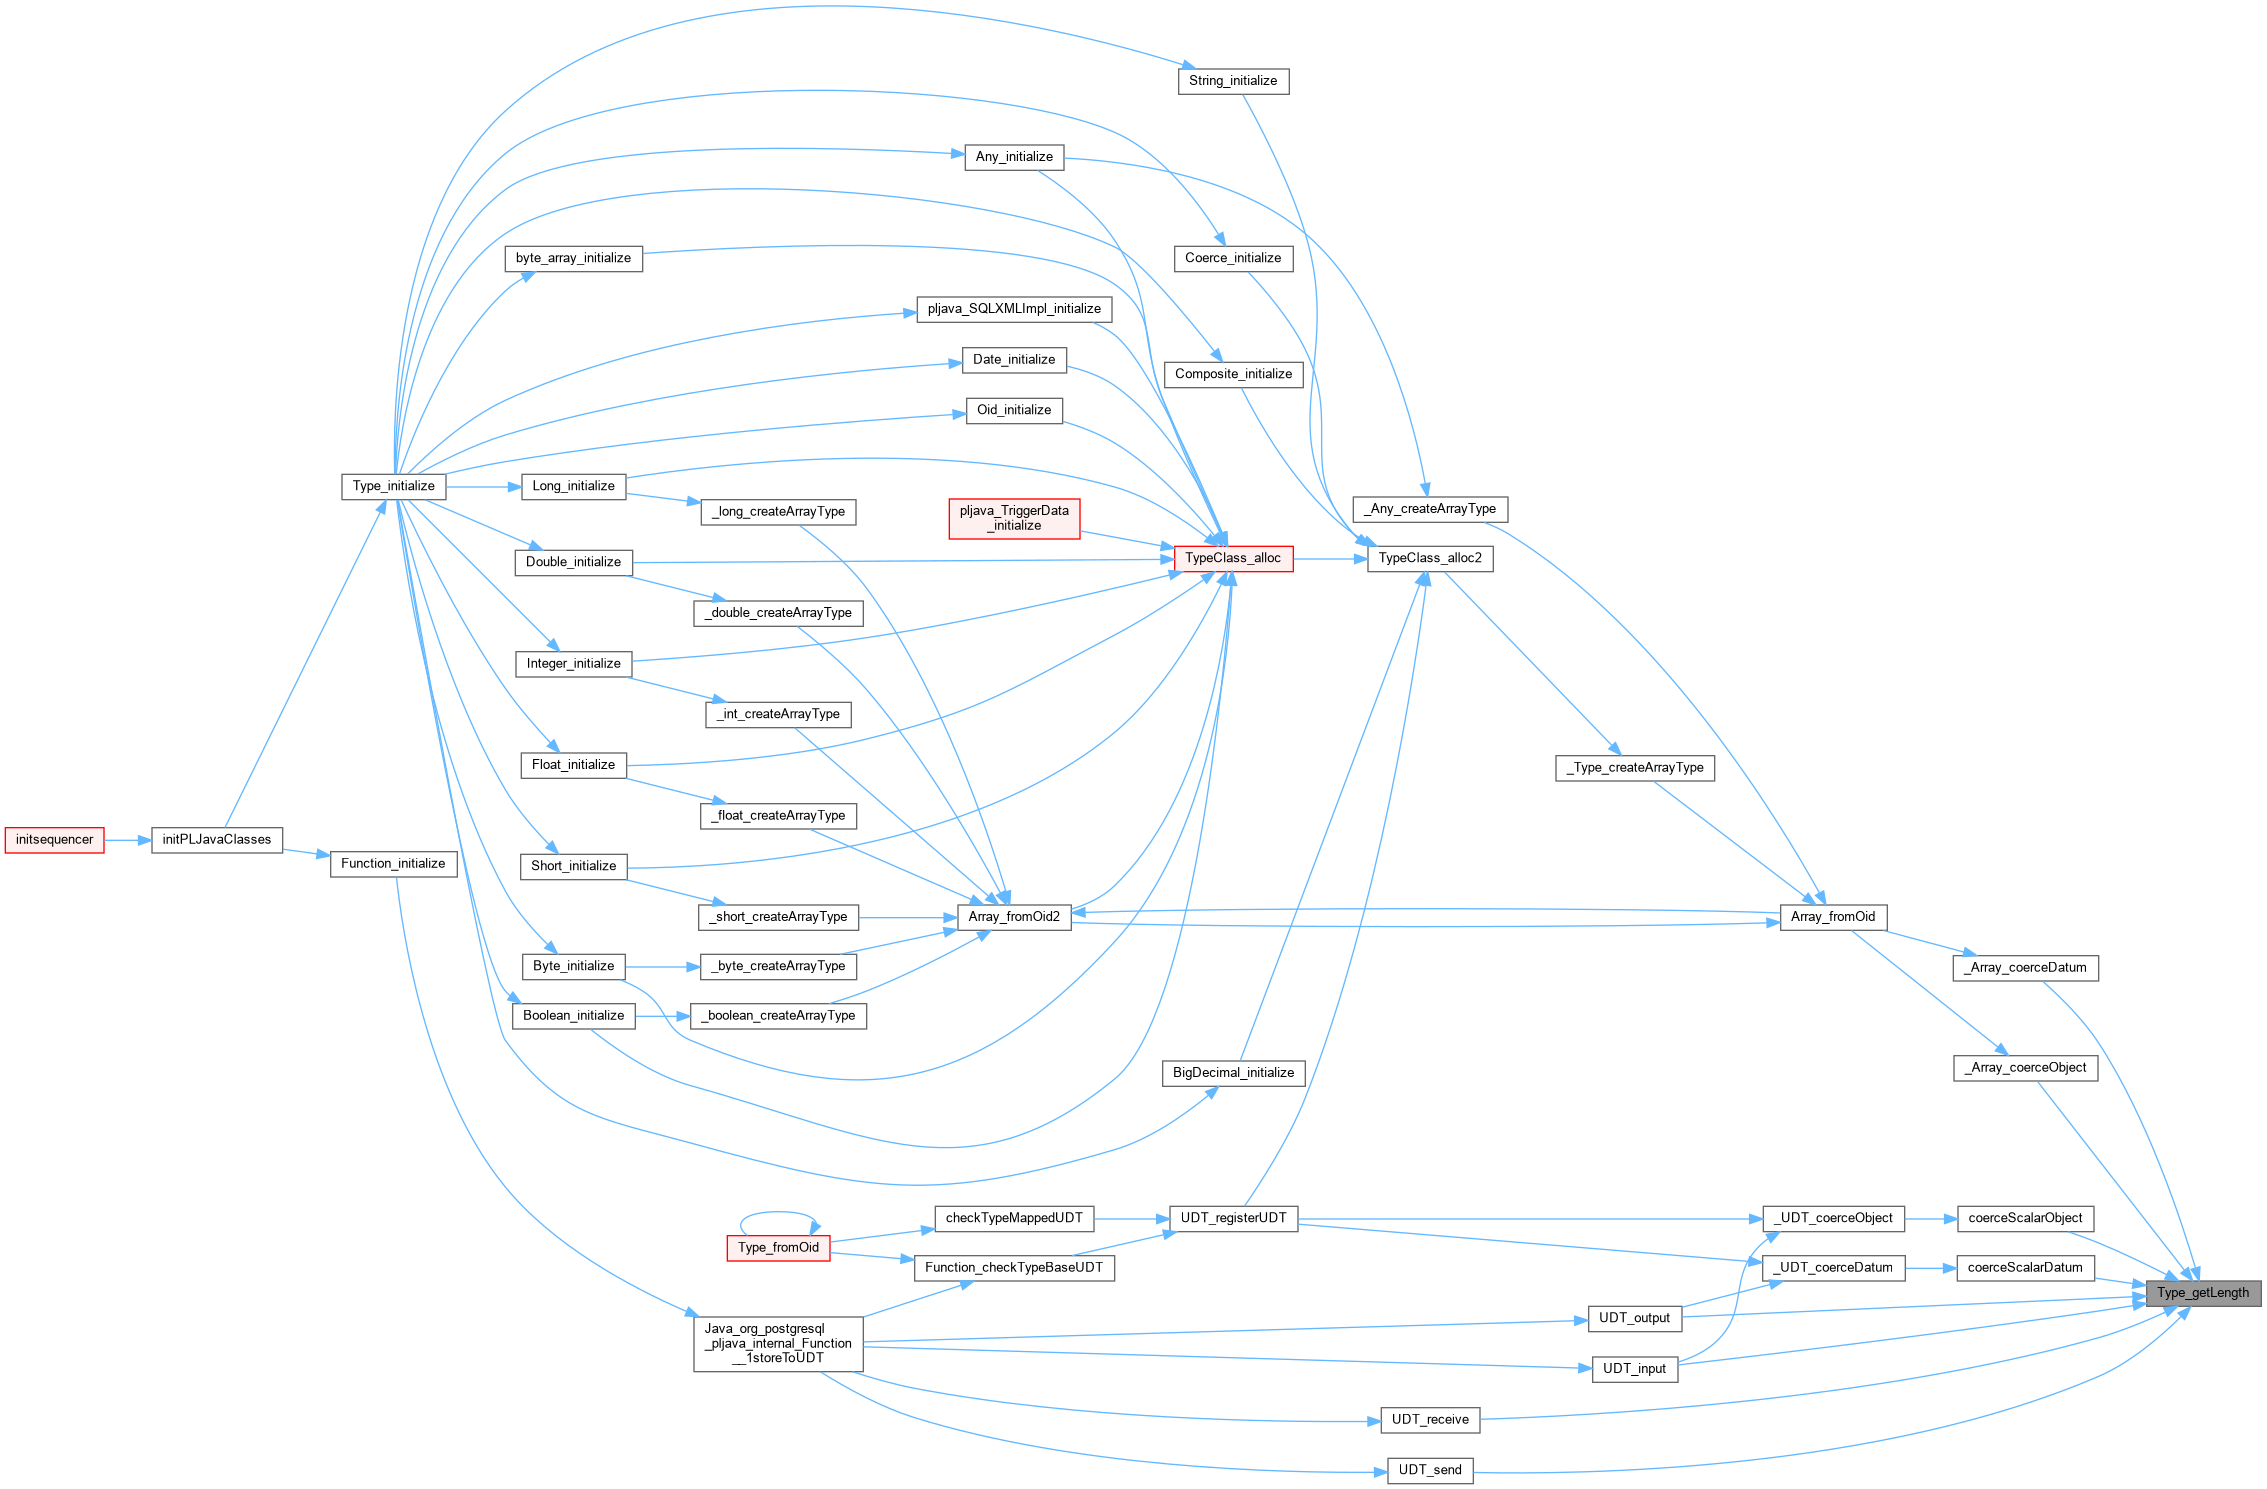 String_initialize
Any_initialize
byte_array_initialize
Coerce_initialize
pljava_SQLXMLImpl_initialize
Date_initialize
Composite_initialize
Oid_initialize
Type_initialize
Long_initialize
_long_createArrayType
pljava_TriggerData
_initialize
_Any_createArrayType
Double_initialize
TypeClass_alloc
TypeClass_alloc2
_double_createArrayType
Integer_initialize
_int_createArrayType
Float_initialize
_Type_createArrayType
_float_createArrayType
initsequencer
initPLJavaClasses
Function_initialize
Short_initialize
_short_createArrayType
Array_fromOid2
Array_fromOid
Byte_initialize
_byte_createArrayType
_Array_coerceDatum
Boolean_initialize
_boolean_createArrayType
BigDecimal_initialize
_Array_coerceObject
checkTypeMappedUDT
UDT_registerUDT
_UDT_coerceObject
coerceScalarObject
Type_fromOid
Function_checkTypeBaseUDT
_UDT_coerceDatum
coerceScalarDatum
Type_getLength
UDT_output
Java_org_postgresql
_pljava_internal_Function
__1storeToUDT
UDT_input
UDT_receive
UDT_send